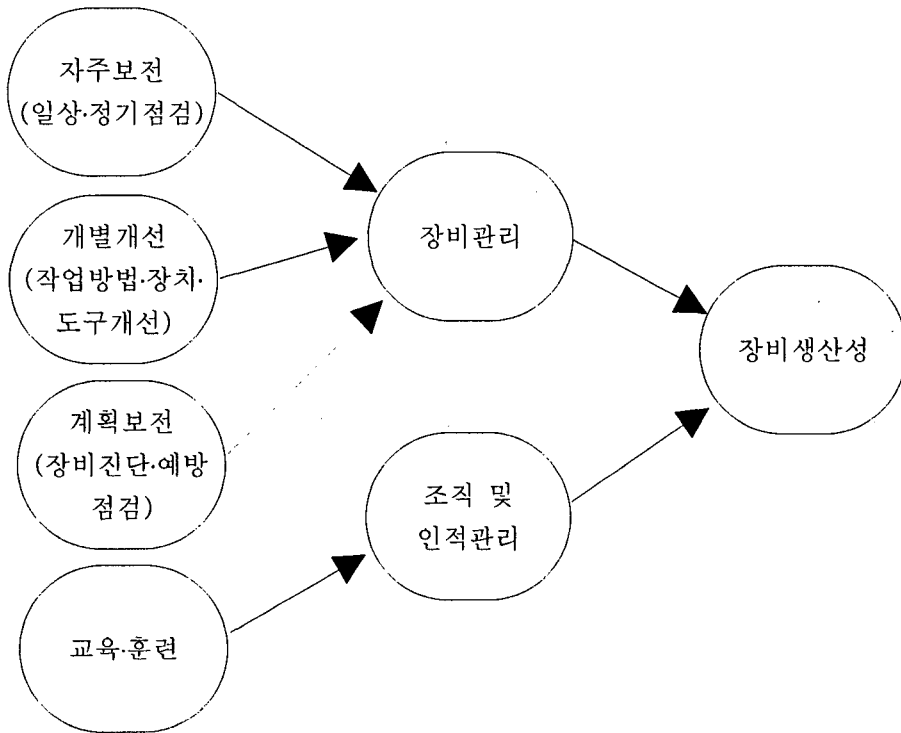 자주보전
(일상·정기점검)
개별개선
(작업방법·장치·
도구개선)
계획보전
(장비진단·예방
점검)
교육·훈련
장비관리
조직 및
인적관리
장비생산성